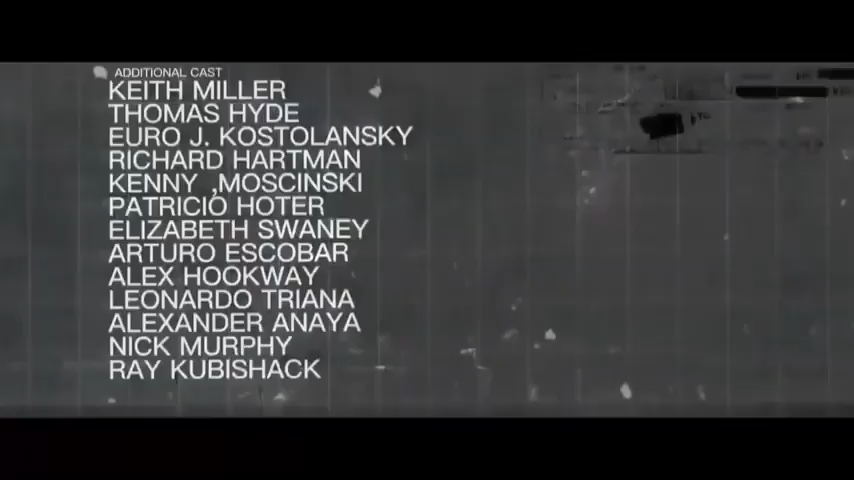 ADDITIONAL CAST
KEITH MILLER
THOMAS HYDE
EURO J. KOSTOLANSKY
RICHARD HARTMAN
KENNY MOSCINSKI
PATRICIO HOTER
ELIZABETH SWANEY
ARTURO ESCOBAR
ALEX HOOKWAY
LEONARDO TRIANA
ALEXANDER ANAYA
NICK MURPHY
RAY KUBISHACK